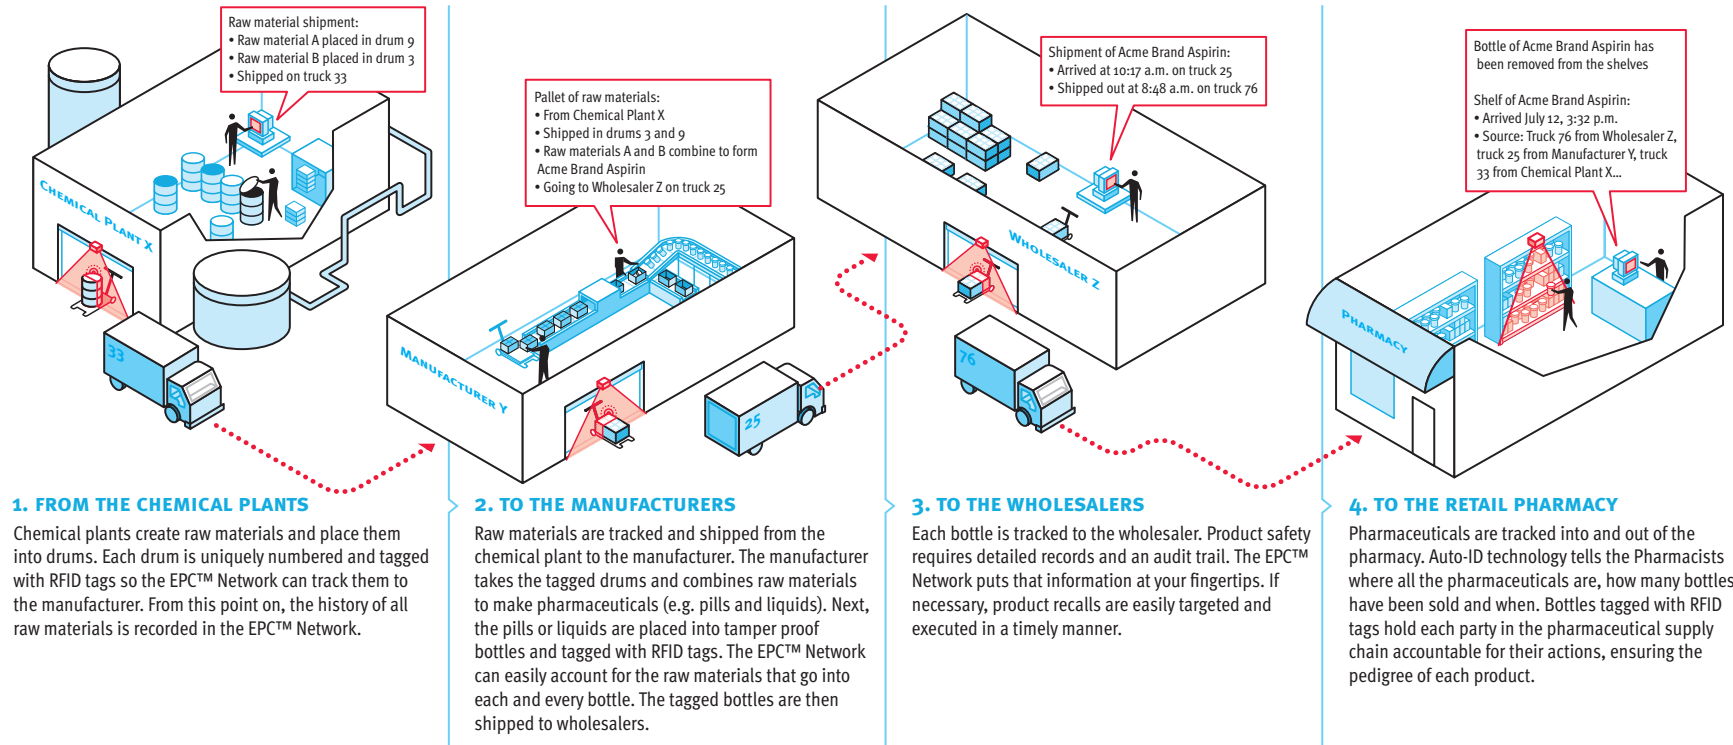 Raw material shipment:
• Raw material A placed in drum 9
• Raw material B placed in drum 3
• Shipped on truck 33
CHEMICAL PLANT X
33
1. FROM THE CHEMICAL PLANTS
Chemical plants create raw materials and place them
into drums. Each drum is uniquely numbered and tagged
with RFID tags so the EPC™ Network can track them to
the manufacturer. From this point on, the history of all
raw materials is recorded in the EPC™ Network.
Pallet of raw materials:
• From Chemical Plant X
• Shipped in drums 3 and 9
• Raw materials A and B combine to form
Acme Brand Aspirin
• Going to Wholesaler Z on truck 25
MANUFACTURER Y
25
2. TO THE MANUFACTURERS
Raw materials are tracked and shipped from the
chemical plant to the manufacturer. The manufacturer
takes the tagged drums and combines raw materials
to make pharmaceuticals (e.g. pills and liquids). Next,
the pills or liquids are placed into tamper proof
bottles and tagged with RFID tags. The EPC™ Network
can easily account for the raw materials that go into
each and every bottle. The tagged bottles are then
shipped to wholesalers.
Shipment of Acme Brand Aspirin:
• Arrived at 10:17 a.m. on truck 25
• Shipped out at 8:48 a.m. on truck 76
WHOLESALER Z
76
3. TO THE WHOLESALERS
Each bottle is tracked to the wholesaler. Product safety
requires detailed records and an audit trail. The EPC™
Network puts that information at your fingertips. If
necessary, product recalls are easily targeted and
executed in a timely manner.
Bottle of Acme Brand Aspirin has
been removed from the shelves
Shelf of Acme Brand Aspirin:
• Arrived July 12, 3:32 p.m.
• Source: Truck 76 from Wholesaler Z,
truck 25 from Manufacturer Y, truck
33 from Chemical Plant X...
PHARMACY
4. TO THE RETAIL PHARMACY
Pharmaceuticals are tracked into and out of the
pharmacy. Auto-ID technology tells the Pharmacists
where all the pharmaceuticals are, how many bottles
have been sold and when. Bottles tagged with RFID
tags hold each party in the pharmaceutical supply
chain accountable for their actions, ensuring the
pedigree of each product.